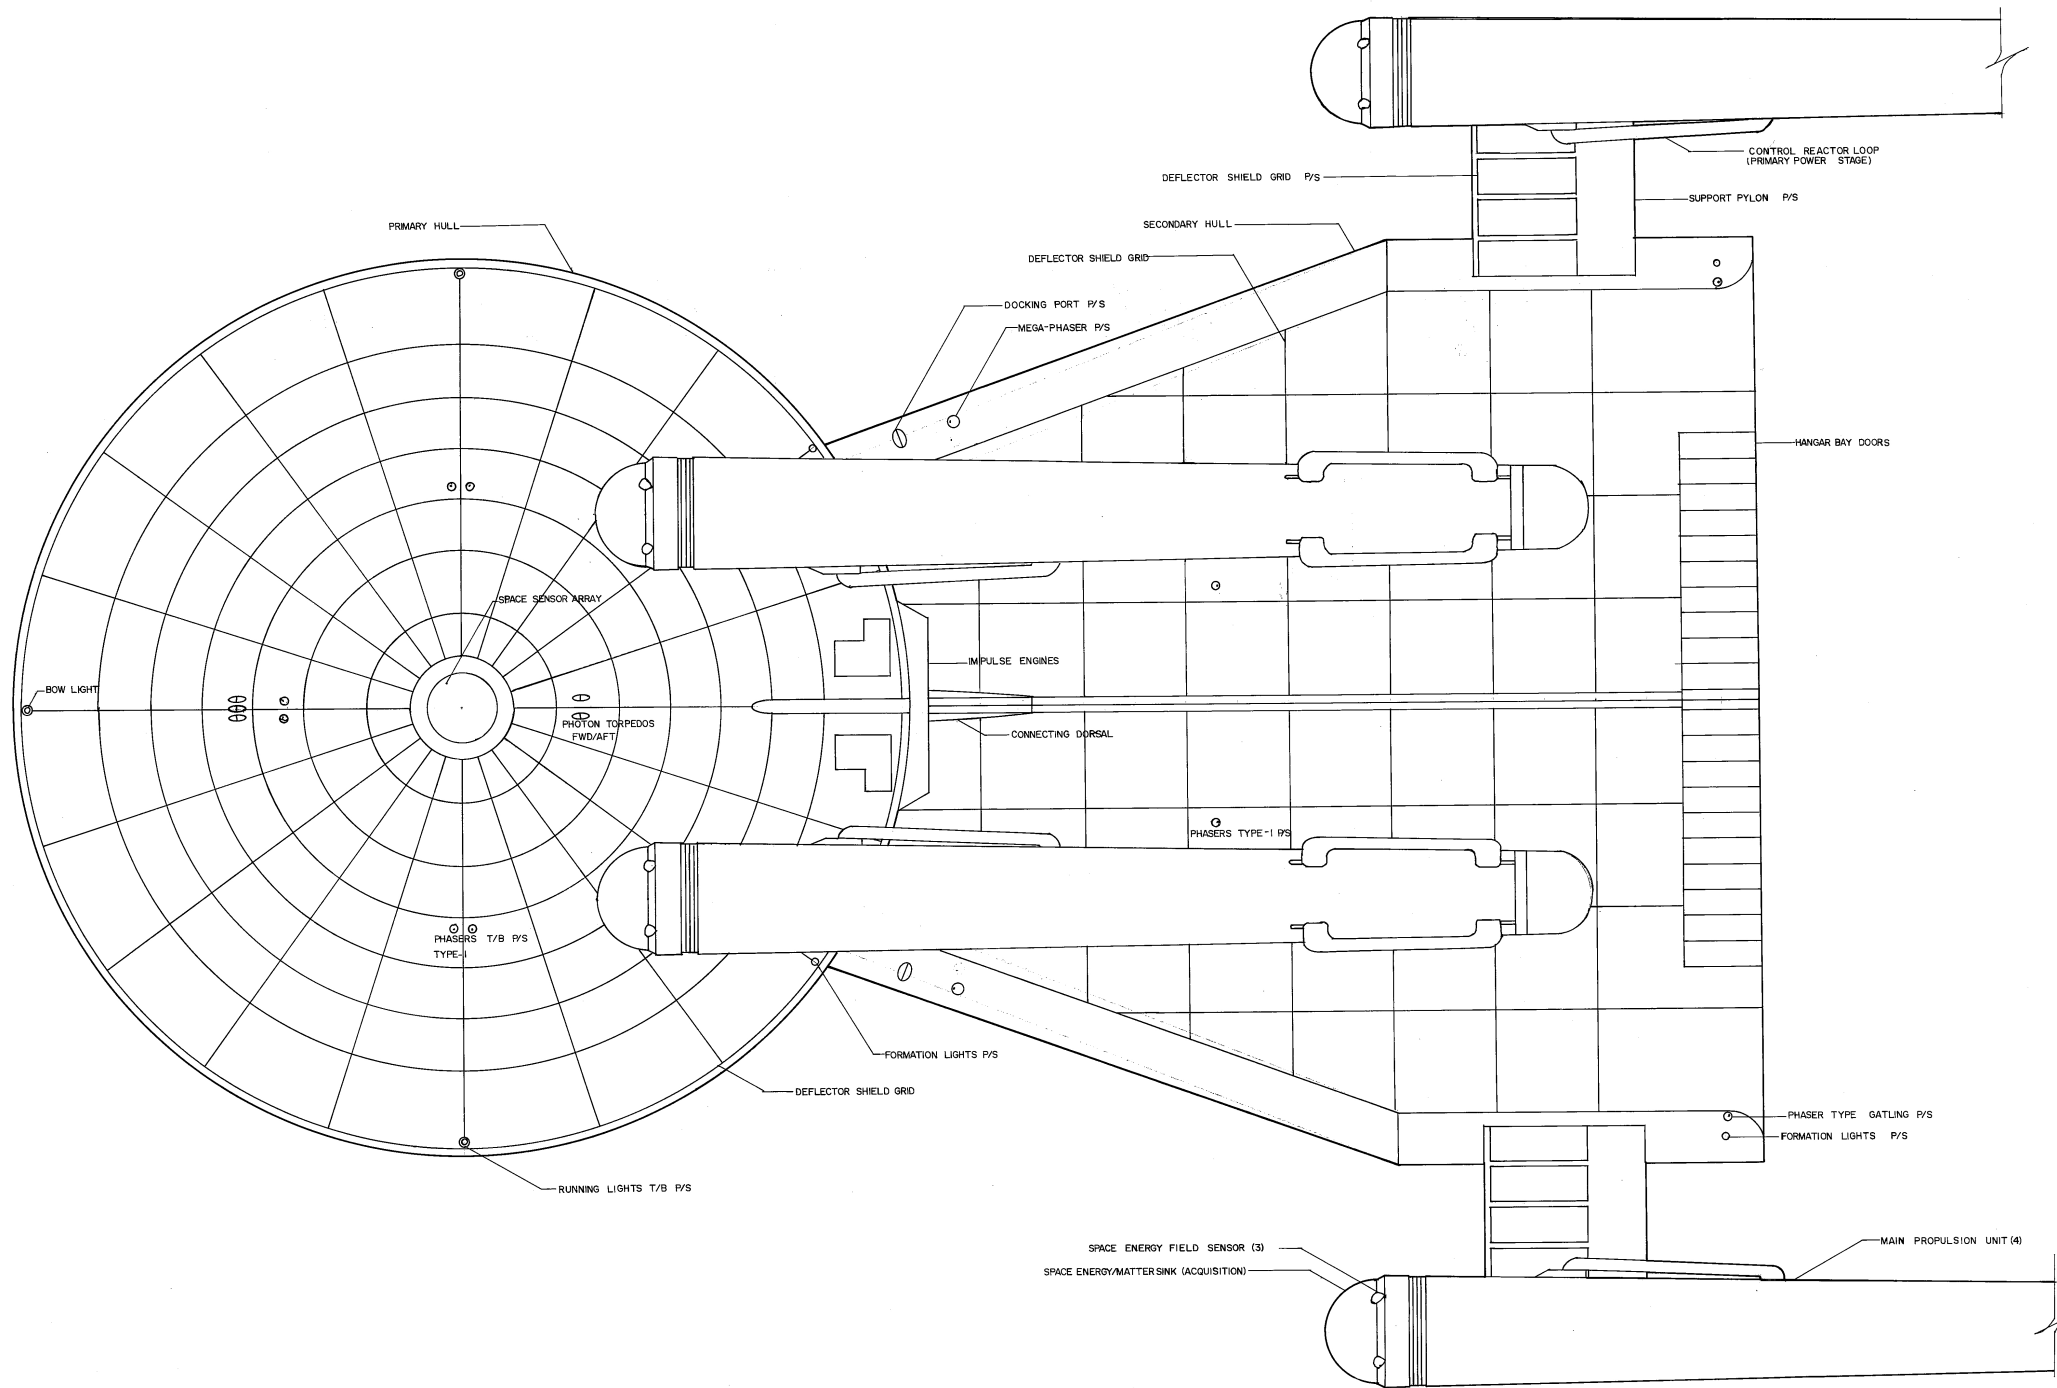 CONTROL REACTOR LOOP
(PRIMARY POWER STAGE)
DEFLECTOR SHIELD GRID P/S
SUPPORT PYLON P/S
PRIMARY HULL
SECONDARY HULL
DEFLECTOR SHIELD GRID
DOCKING PORT P/S
MEGA-PHASER P/S
HANGAR BAY DOORS
SPACE SENSOR ARRAY
IMPULSE ENGINES
BOW LIGHT
PHOTON TORPEDOS
FWD/AFT
CONNECTING DORSAL
PHASERS TYPE-I P/S
PHASERS T/B P/S
TYPE-I
FORMATION LIGHTS P/S
DEFLECTOR SHIELD GRID
PHASER TYPE GATLING P/S
FORMATION LIGHTS P/S
RUNNING LIGHTS T/B P/S
MAIN PROPULSION UNIT (4)
SPACE ENERGY FIELD SENSOR (3)
SPACE ENERGY/MATTER SINK (ACQUISITION)